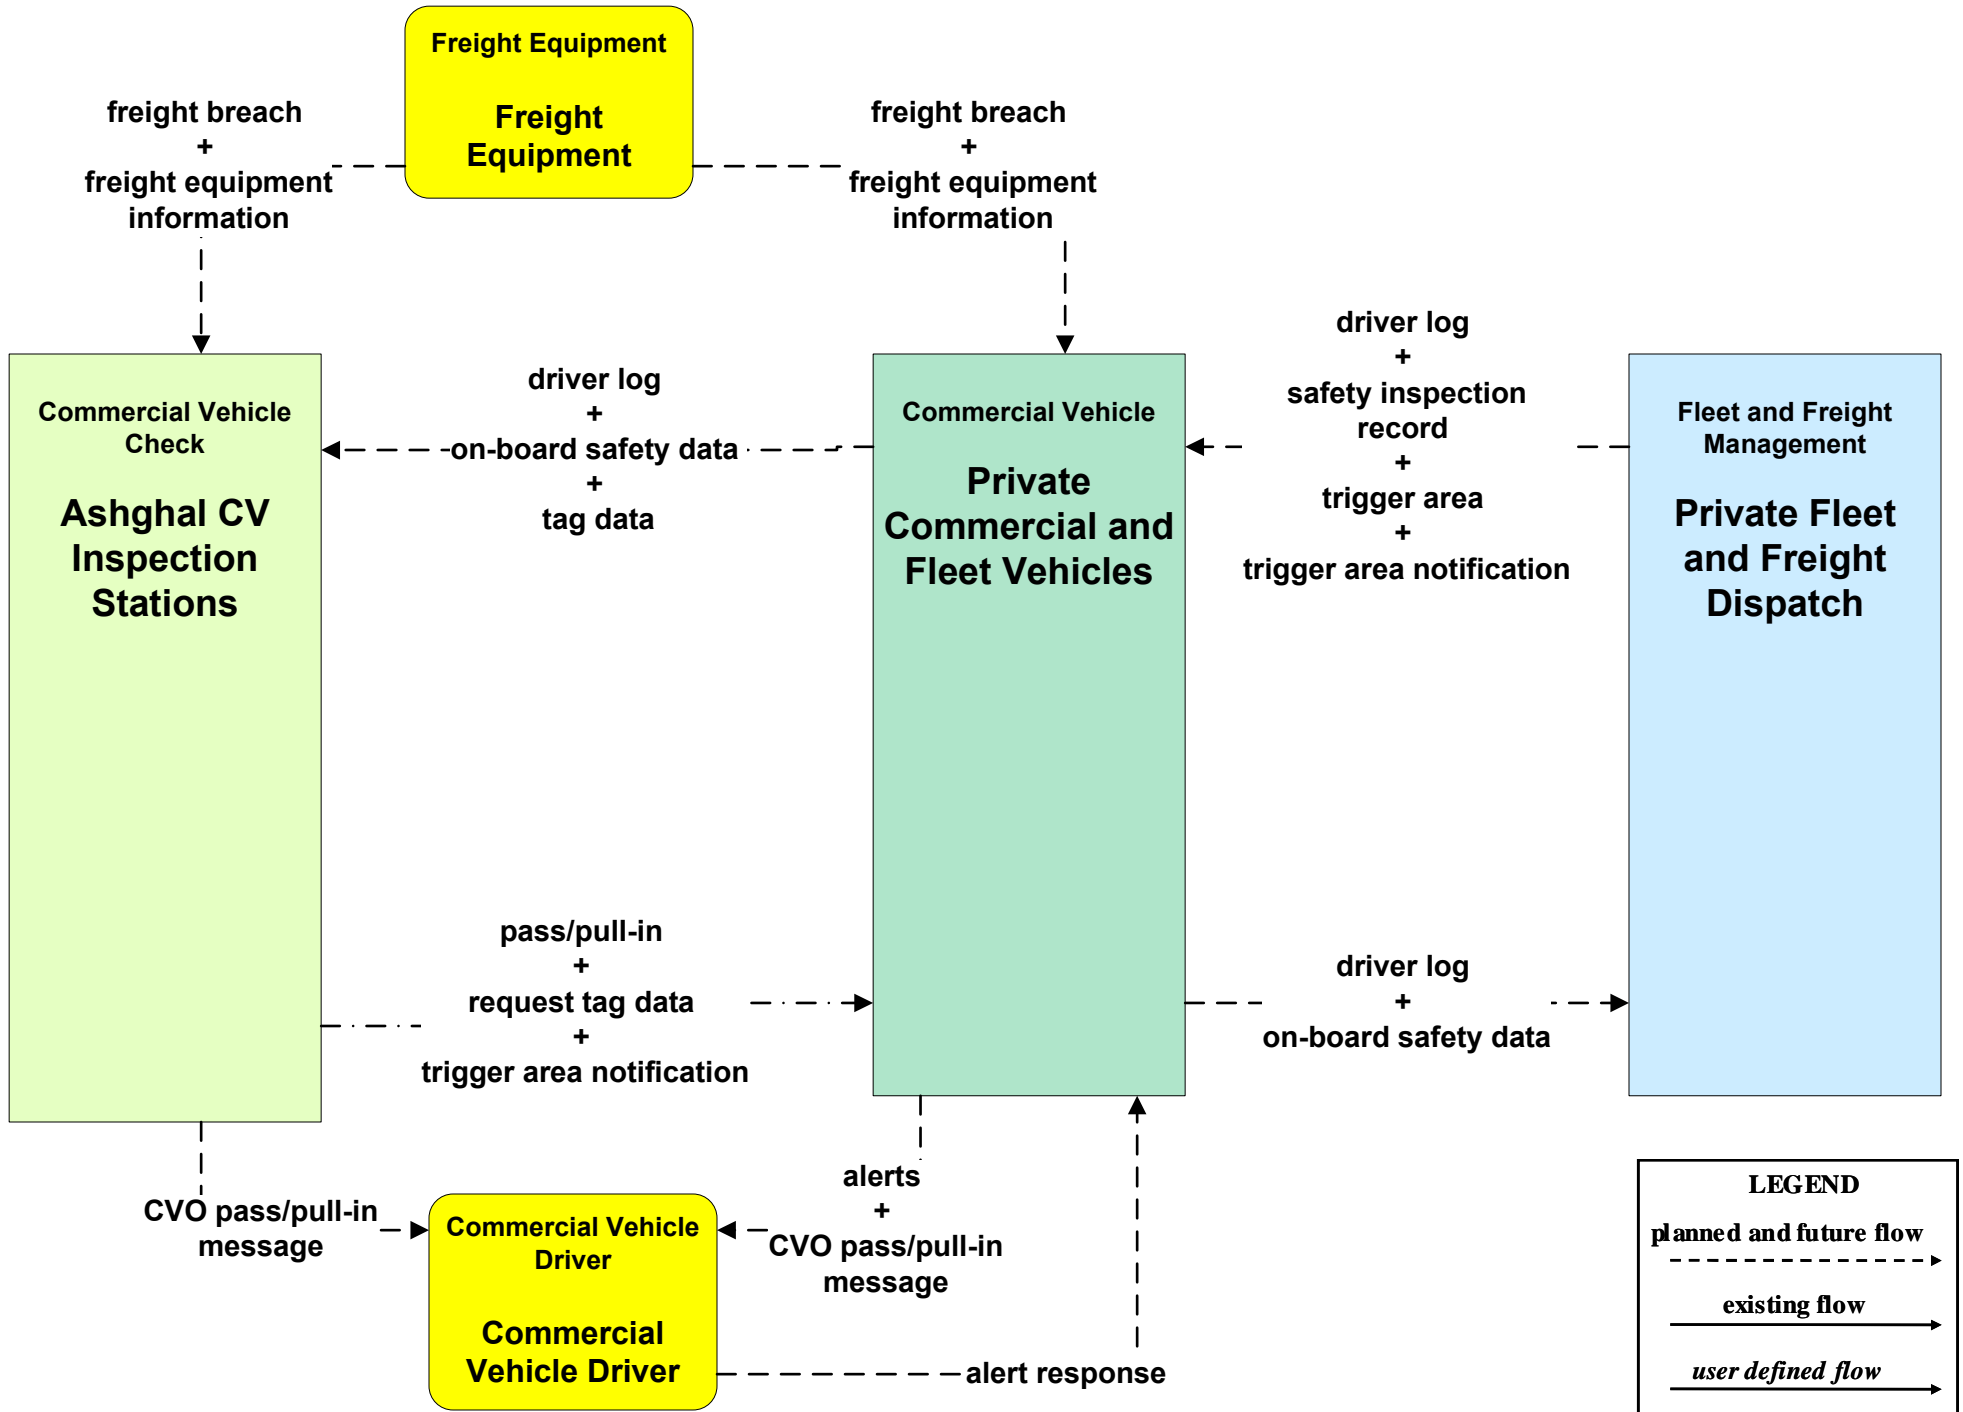 Freight Equipment
Freight
Equipment
freight breach
+
freight equipment
information
freight breach
+
freight equipment
information
Commercial Vehicle
Check
Ashghal CV
Inspection
Stations
driver log
+
on-board safety data
+
tag data
Commercial Vehicle
Private
Commercial and
Fleet Vehicles
driver log
+
safety inspection
record
+
trigger area
+
trigger area notification
Fleet and Freight
Management
Private Fleet
and Freight
Dispatch
pass/pull-in
+
request tag data
+
trigger area notification
driver log
+
on-board safety data
CVO pass/pull-in
message
Commercial Vehicle
Driver
Commercial
Vehicle Driver
alerts
+
CVO pass/pull-in
message
alert response
LEGEND
planned and future flow
existing flow
user defined flow